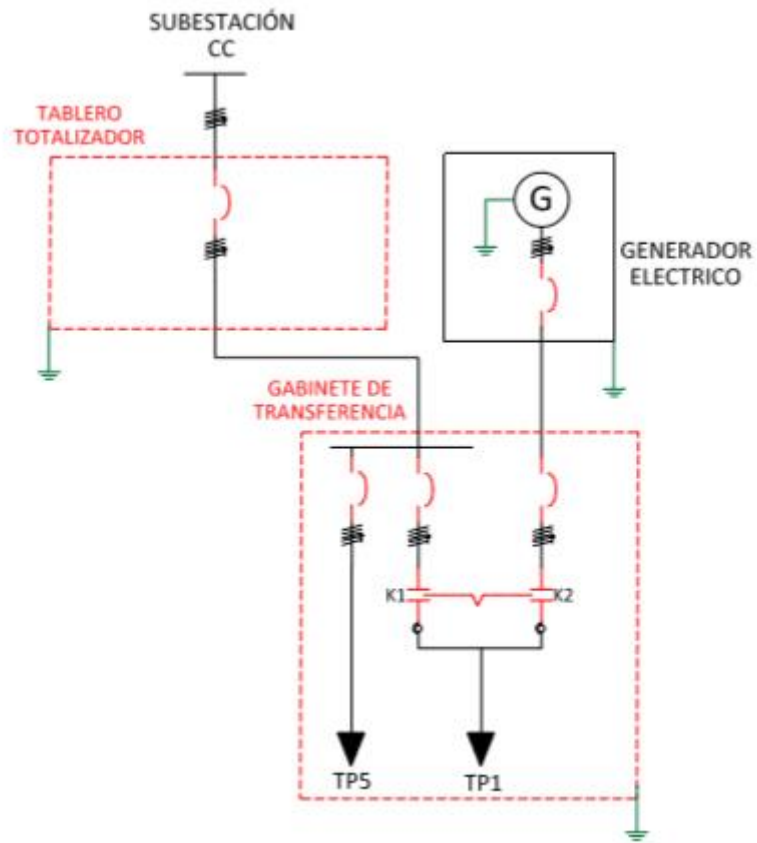 SUBESTACIÓN
CC
TABLERO
TOTALIZADOR
G
GENERADOR
ELECTRICO
GABINETE DE
TRANSFERENCIA
K1
K2
TP5
TP1